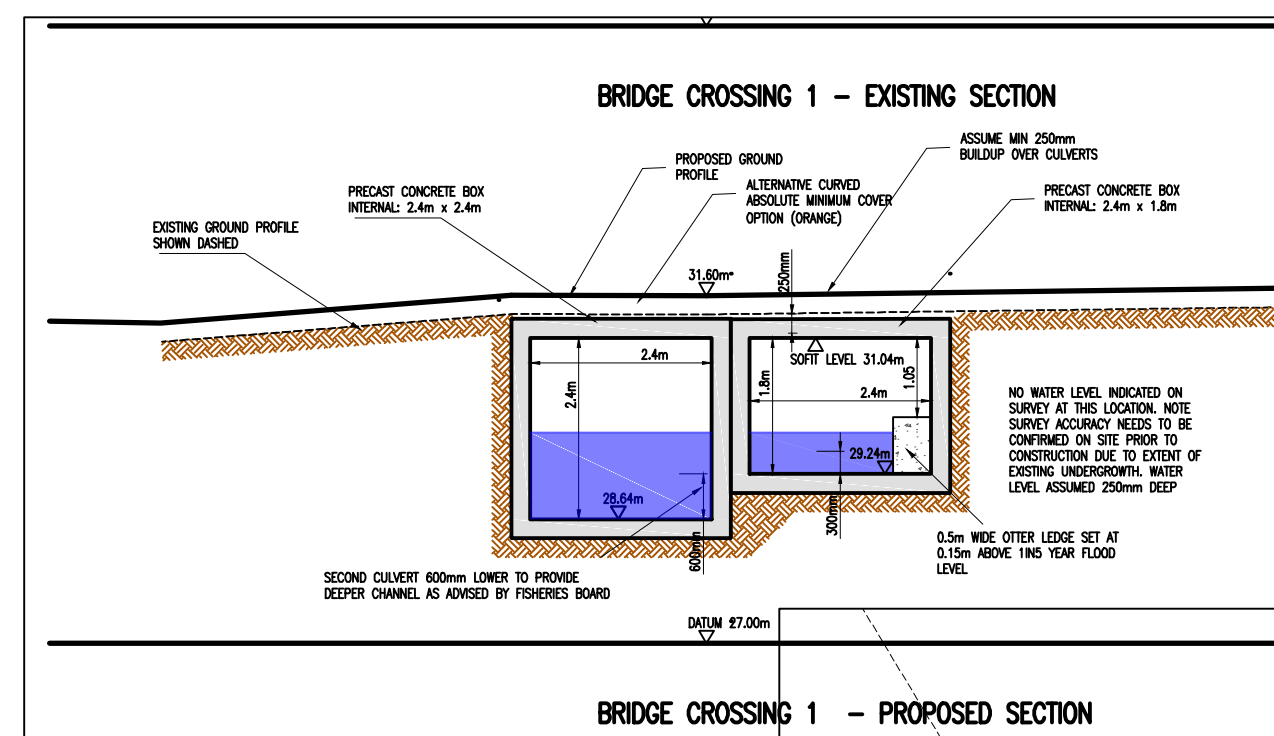 BRIDGE CROSSING 1 - EXISTING SECTION
ASSUME MIN 250mm
BUILDUP OVER CULVERTS
PROPOSED GROUND
PROFILE
ALTERNATIVE CURVED
ABSOLUTE MINIMUM COVER
OPTION (ORANGE)
PRECAST CONCRETE BOX
INTERNAL: 2.4m x 2.4m
PRECAST CONCRETE BOX
INTERNAL: 2.4m x 1.8m
EXISTING GROUND PROFILE
SHOWN DASHED
31.60m
250mm
2.4m
2.4m
SOFIT LEVEL 31.04m
1.8m
2.4m
1.05
29.24m
28.64m
300mm
600mm
NO WATER LEVEL INDICATED ON
SURVEY AT THIS LOCATION. NOTE
SURVEY ACCURACY NEEDS TO BE
CONFIRMED ON SITE PRIOR TO
CONSTRUCTION DUE TO EXTENT OF
EXISTING UNDERGROWTH. WATER
LEVEL ASSUMED 250mm DEEP
0.5m WIDE OTTER LEDGE SET AT
0.15m ABOVE 1IN5 YEAR FLOOD
LEVEL
SECOND CULVERT 600mm LOWER TO PROVIDE
DEEPER CHANNEL AS ADVISED BY FISHERIES BOARD
DATUM 27.00m
BRIDGE CROSSING 1 - PROPOSED SECTION